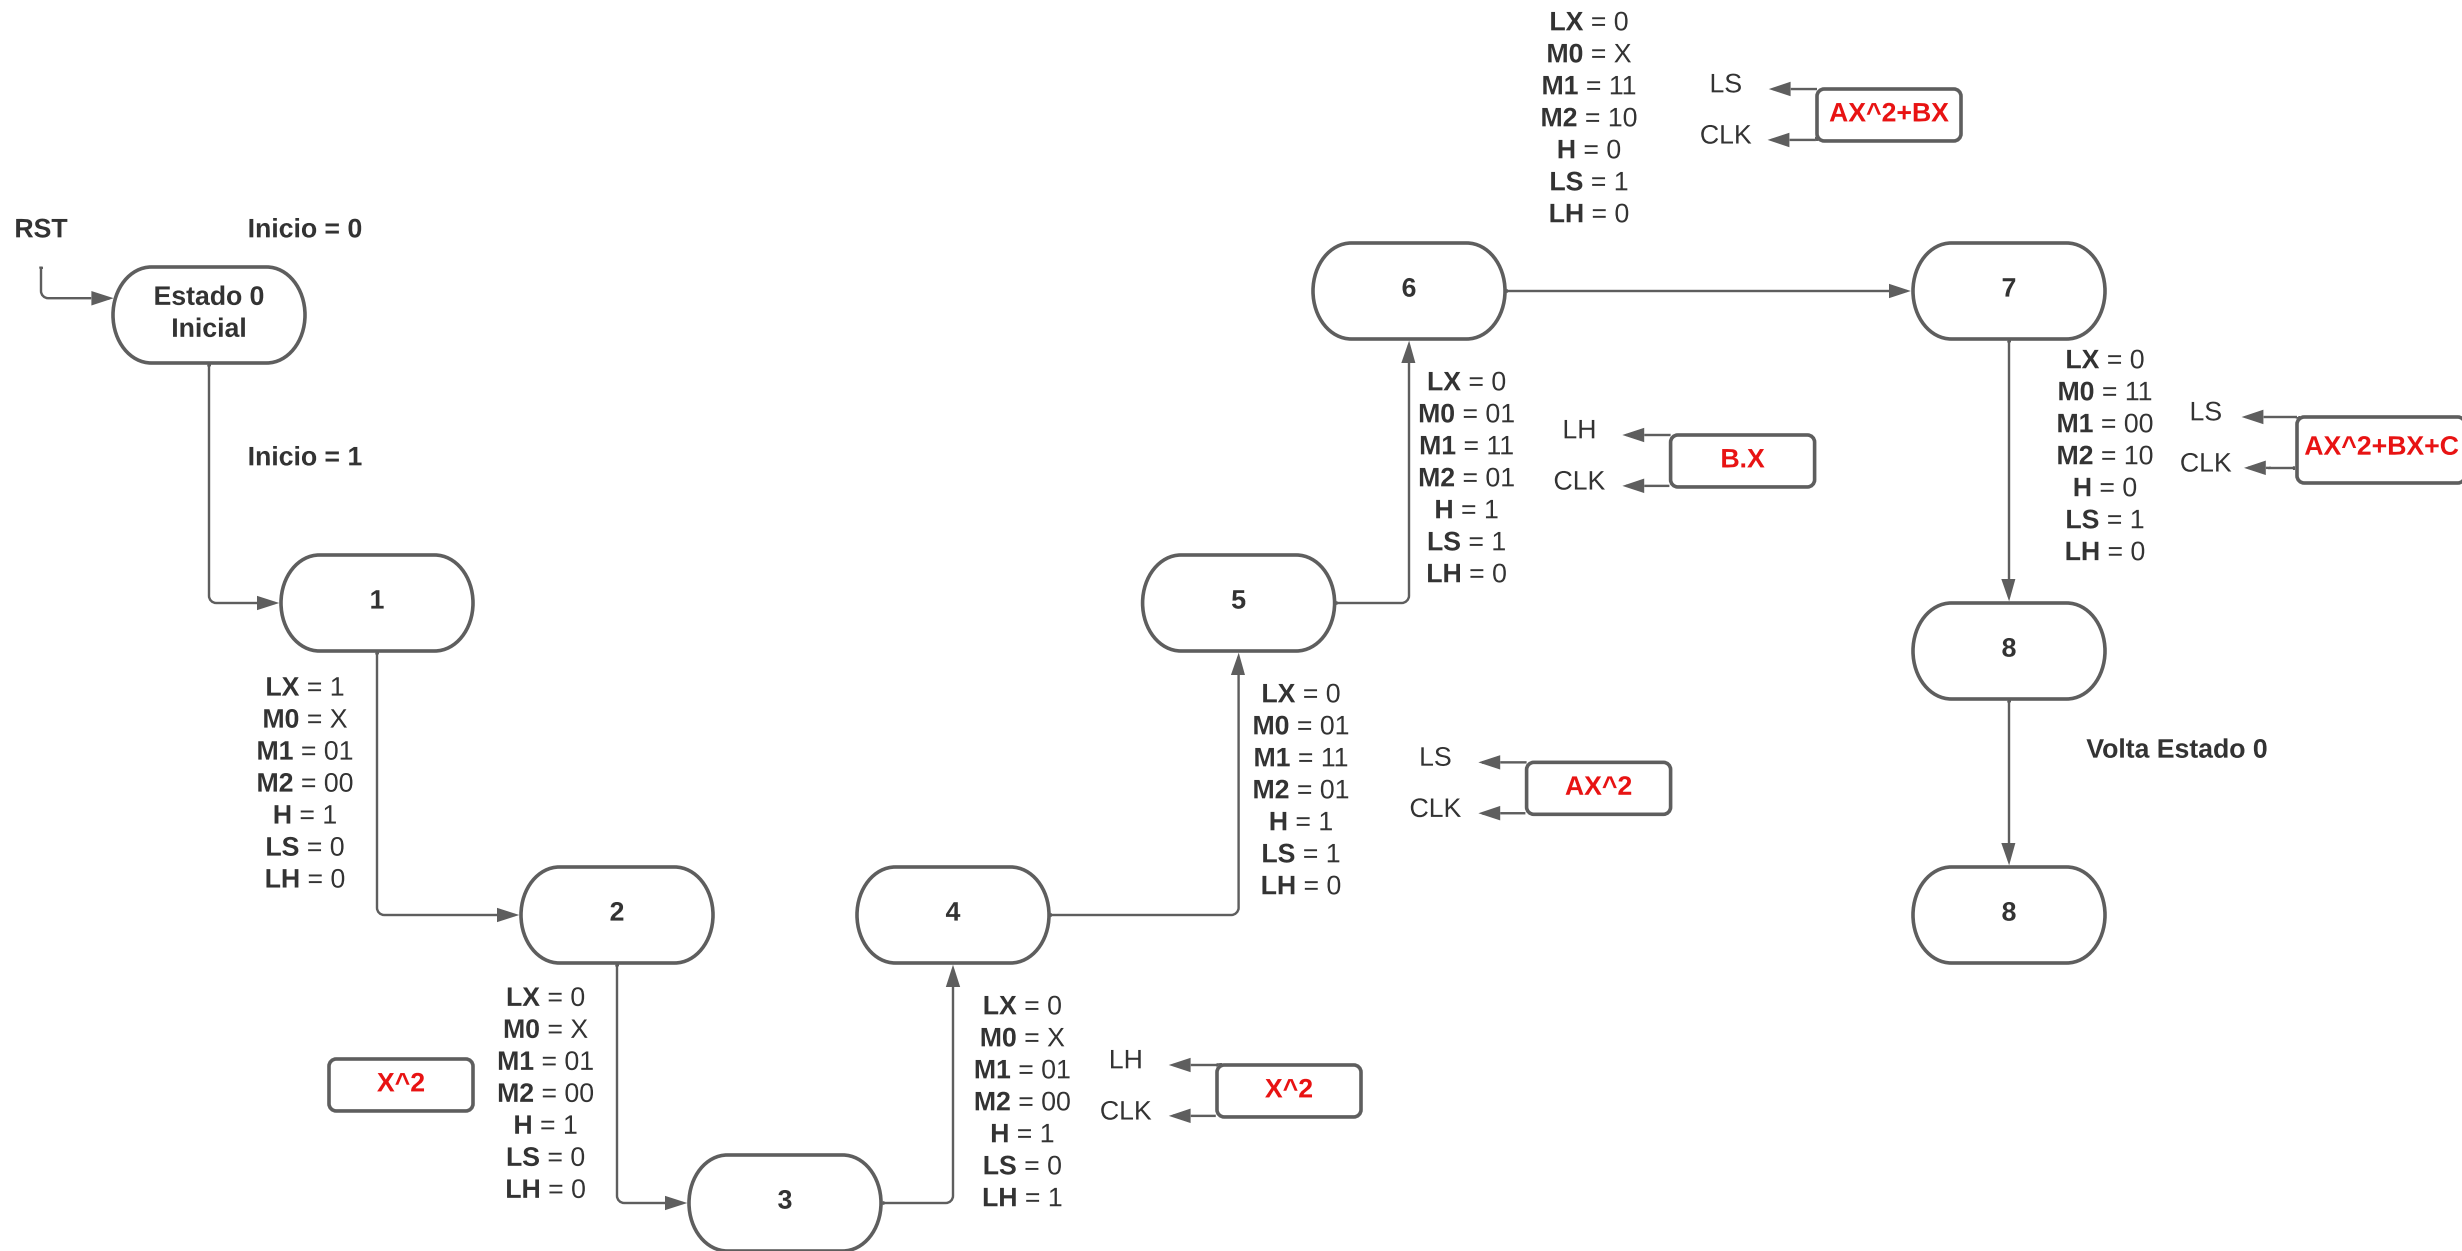 RST
Inicio = 0
Estado 0
Inicial
Inicio = 1
1
LX = 1
M0 = X
M1 = 01
M2 = 00
H = 1
LS = 0
LH = 0
2
LX = 0
M0 = X
M1 = 01
M2 = 00
H = 1
LS = 0
LH = 0
X^2
3
LX = 0
M0 = X
M1 = 01
M2 = 00
H = 1
LS = 0
LH = 1
LH
CLK
X^2
4
LX = 0
M0 = 01
M1 = 11
M2 = 01
H = 1
LS = 1
LH = 0
LS
CLK
AX^2
5
LX = 0
M0 = 01
M1 = 11
M2 = 01
H = 1
LS = 1
LH = 0
LH
CLK
B.X
6
LX = 0
M0 = X
M1 = 11
M2 = 10
H = 0
LS = 1
LH = 0
LS
CLK
AX^2+BX
7
LX = 0
M0 = 11
M1 = 00
M2 = 10
H = 0
LS = 1
LH = 0
LS
CLK
AX^2+BX+C
8
Volta Estado 0
8